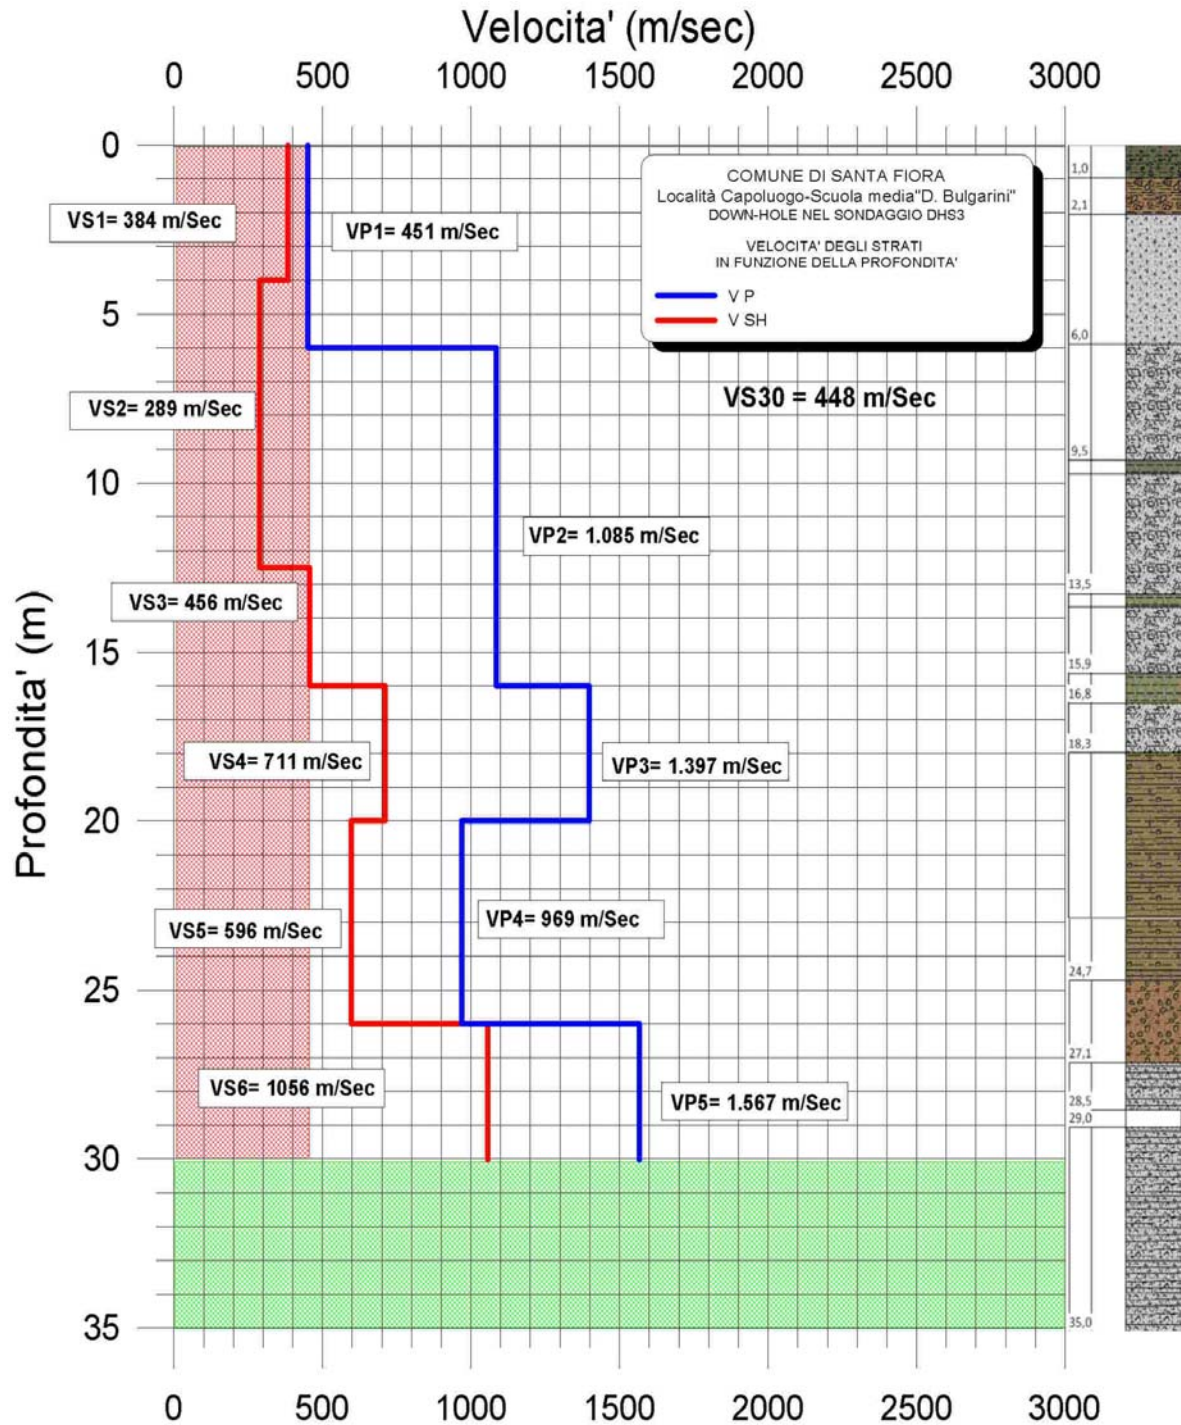 Velocita' (m/sec)
0 500 1000 1500 2000 2500 3000
0
5
10
15
20
25
30
35
Profondita' (m)
COMUNE DI SANTA FIORA
Località Capoluogo-Scuola media"D. Bulgarini"
DOWN-HOLE NEL SONDAGGIO DHS3
VELOCITA' DEGLI STRATI
IN FUNZIONE DELLA PROFONDITA'
V P
V SH
VS30 = 448 m/Sec
VS1= 384 m/Sec
VP1= 451 m/Sec
VS2= 289 m/Sec
VP2= 1.085 m/Sec
VS3= 456 m/Sec
VS4= 711 m/Sec
VP3= 1.397 m/Sec
VS5= 596 m/Sec
VP4= 969 m/Sec
VS6= 1056 m/Sec
VP5= 1.567 m/Sec
1,0
2,1
6,0
9,5
13,5
15,9
16,8
18,3
24,7
27,1
28,5
29,0
35,0
0 500 1000 1500 2000 2500 3000